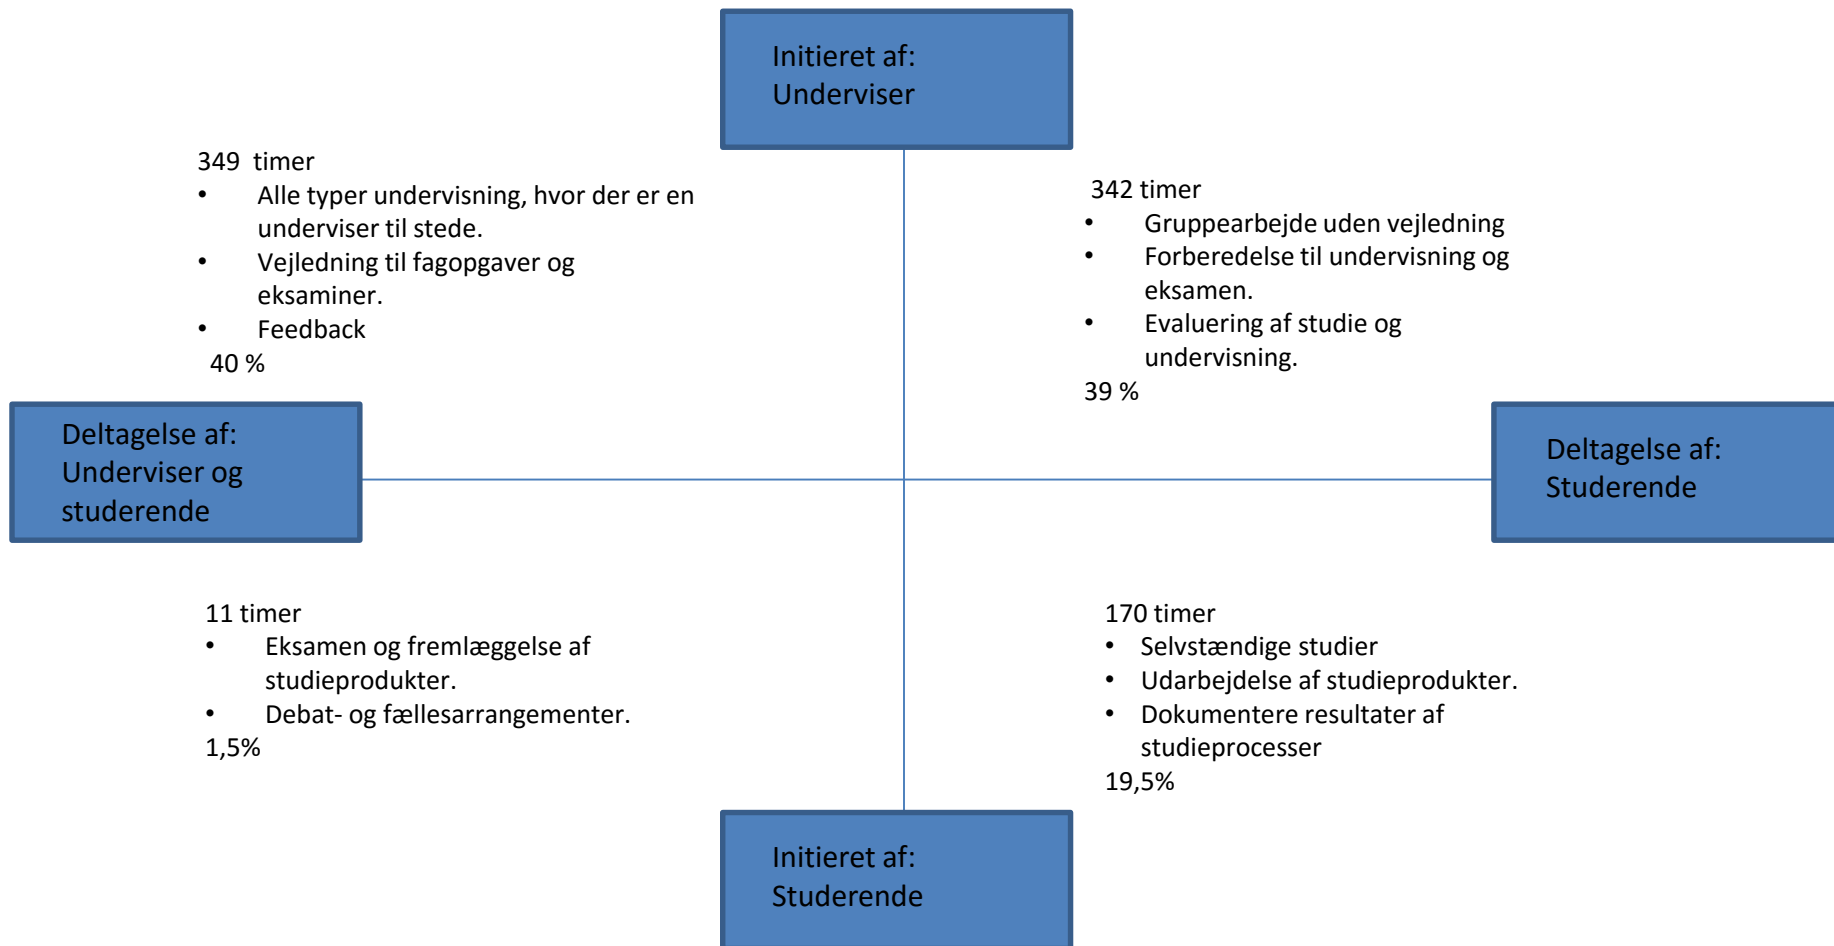 Initieret af:
Underviser
349  timer
• Alle typer undervisning, hvor der er en
underviser til stede.
• Vejledning til fagopgaver og
eksaminer.
• Feedback
40 %
342 timer
• Gruppearbejde uden vejledning
• Forberedelse til undervisning og
eksamen.
• Evaluering af studie og
undervisning.
39 %
Deltagelse af:
Underviser og
studerende
Deltagelse af:
Studerende
11 timer
• Eksamen og fremlæggelse af
studieprodukter.
• Debat- og fællesarrangementer.
1,5%
170 timer
• Selvstændige studier
• Udarbejdelse af studieprodukter.
• Dokumentere resultater af
studieprocesser
19,5%
Initieret af:
Studerende